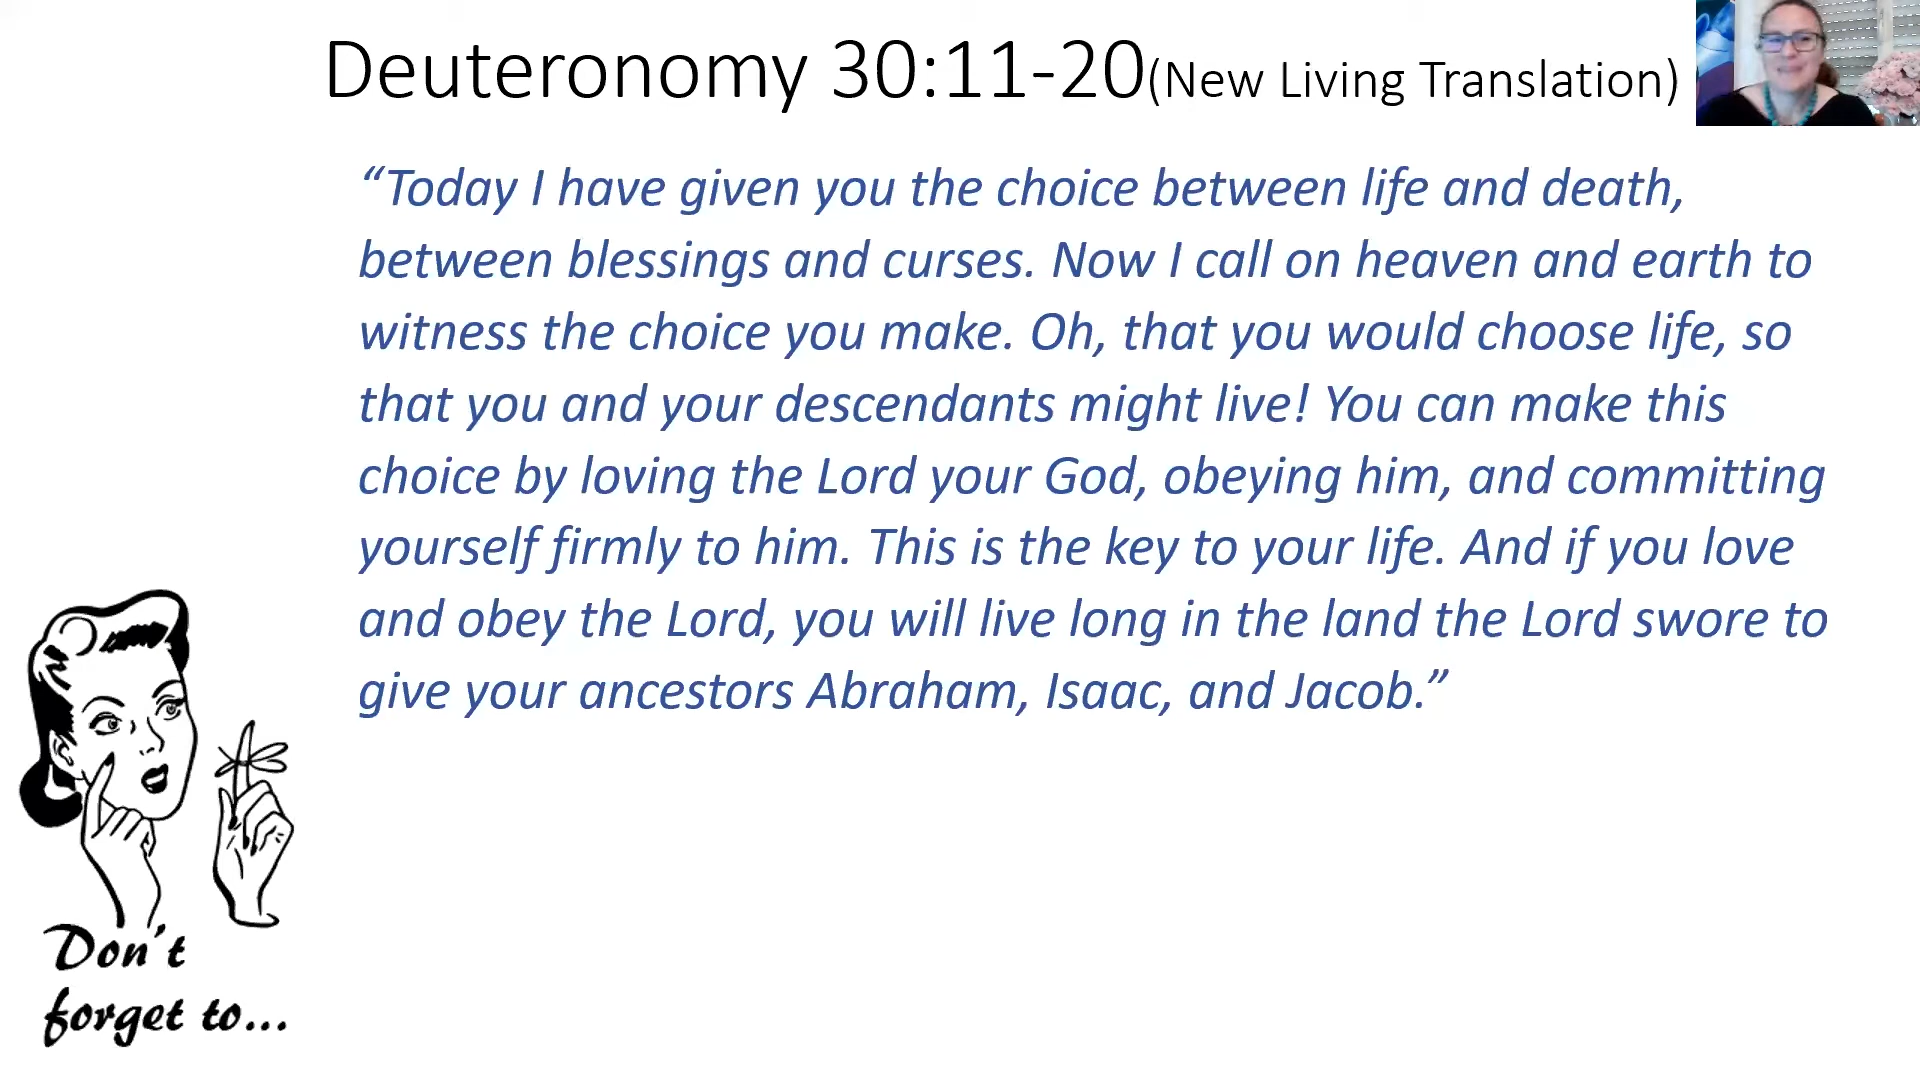 Deuteronomy 30:11-20(New Living Translation)
“Today I have given you the choice between life and death,
between blessings and curses. Now I call on heaven and earth to
witness the choice you make. Oh, that you would choose life, so
that you and your descendants might live! You can make this
choice by loving the Lord your God, obeying him, and committing
yourself firmly to him. This is the key to your life. And if you love
and obey the Lord, you will live long in the land the Lord swore to
give your ancestors Abraham, Isaac, and Jacob.”
Don't
forget to...